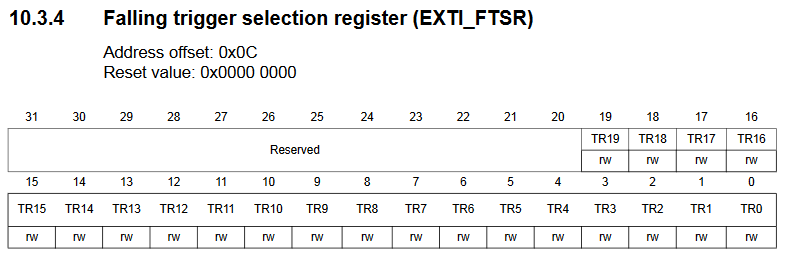 10.3.4 Falling trigger selection register (EXTI_FTSR)
Address offset: 0x0C
Reset value: 0x0000 0000
31 30 29 28 27 26 25 24 23 22 21 20 19 18 17 16
Reserved TR19 TR18 TR17 TR16
rw rw rw rw
15 14 13 12 11 10 9 8 7 6 5 4 3 2 1 0
TR15 TR14 TR13 TR12 TR11 TR10 TR9 TR8 TR7 TR6 TR5 TR4 TR3 TR2 TR1 TR0
rw rw rw rw rw rw rw rw rw rw rw rw rw rw rw rw